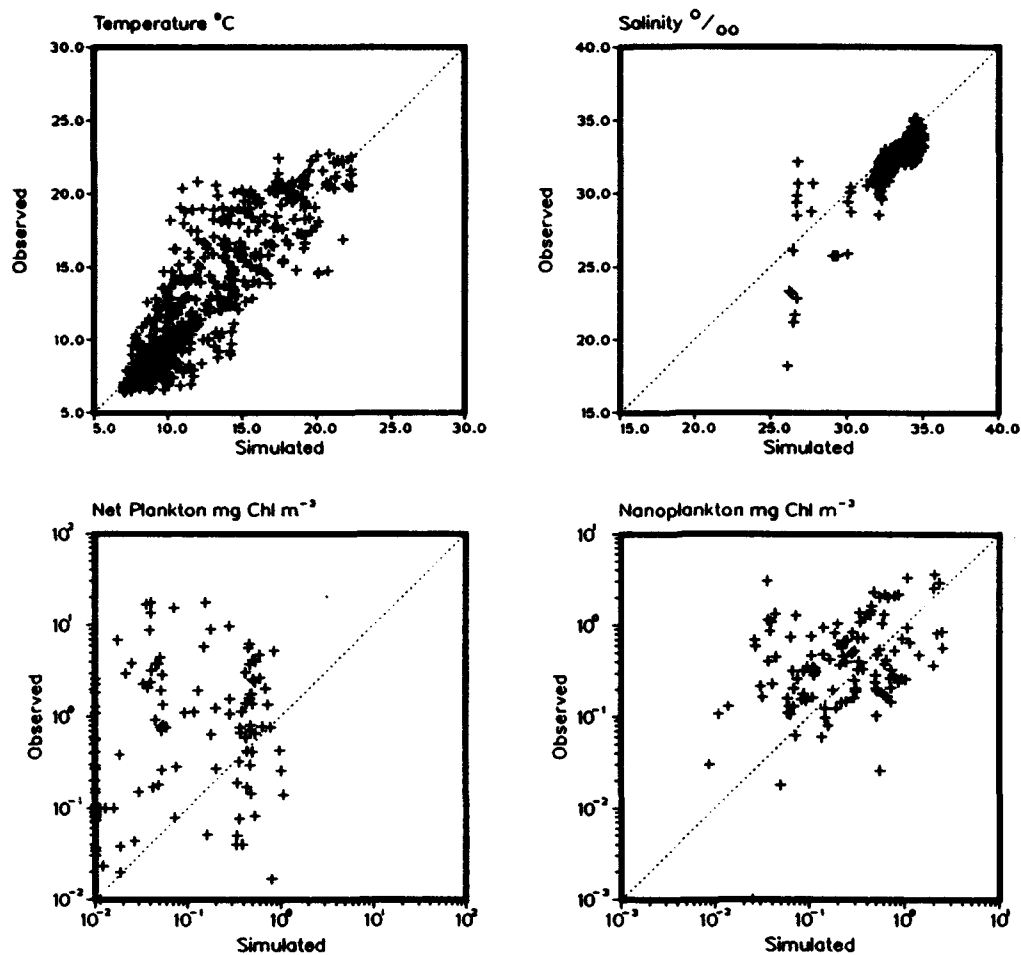 Temperature °C
30.0
25.0
20.0
15.0
10.0
5.0
Observed
5.0 10.0 15.0 20.0 25.0 30.0
Simulated
Salinity º/ºº
40.0
35.0
30.0
25.0
20.0
15.0
Observed
15.0 20.0 25.0 30.0 35.0 40.0
Simulated
Net Plankton mg Chl m⁻³
10²
10¹
10⁰
10⁻¹
10⁻²
Observed
10⁻² 10⁻¹ 10⁰ 10¹ 10²
Simulated
Nanoplankton mg Chl m⁻³
10¹
10⁰
10⁻¹
10⁻²
10⁻³
Observed
10⁻³ 10⁻² 10⁻¹ 10⁰ 10¹
Simulated